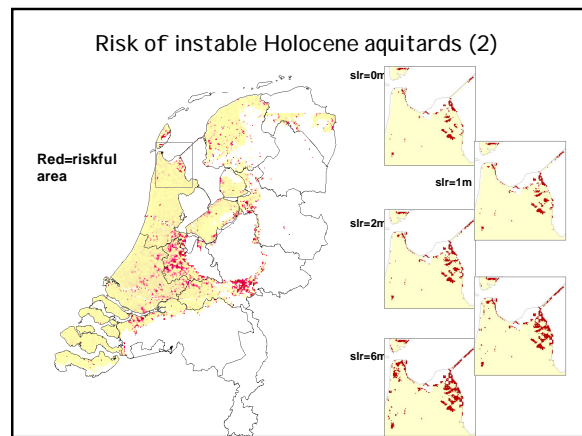 Risk of instable Holocene aquitards (2)
slr=0m
Red=riskful
area
slr=1m
slr=2m
slr=6m